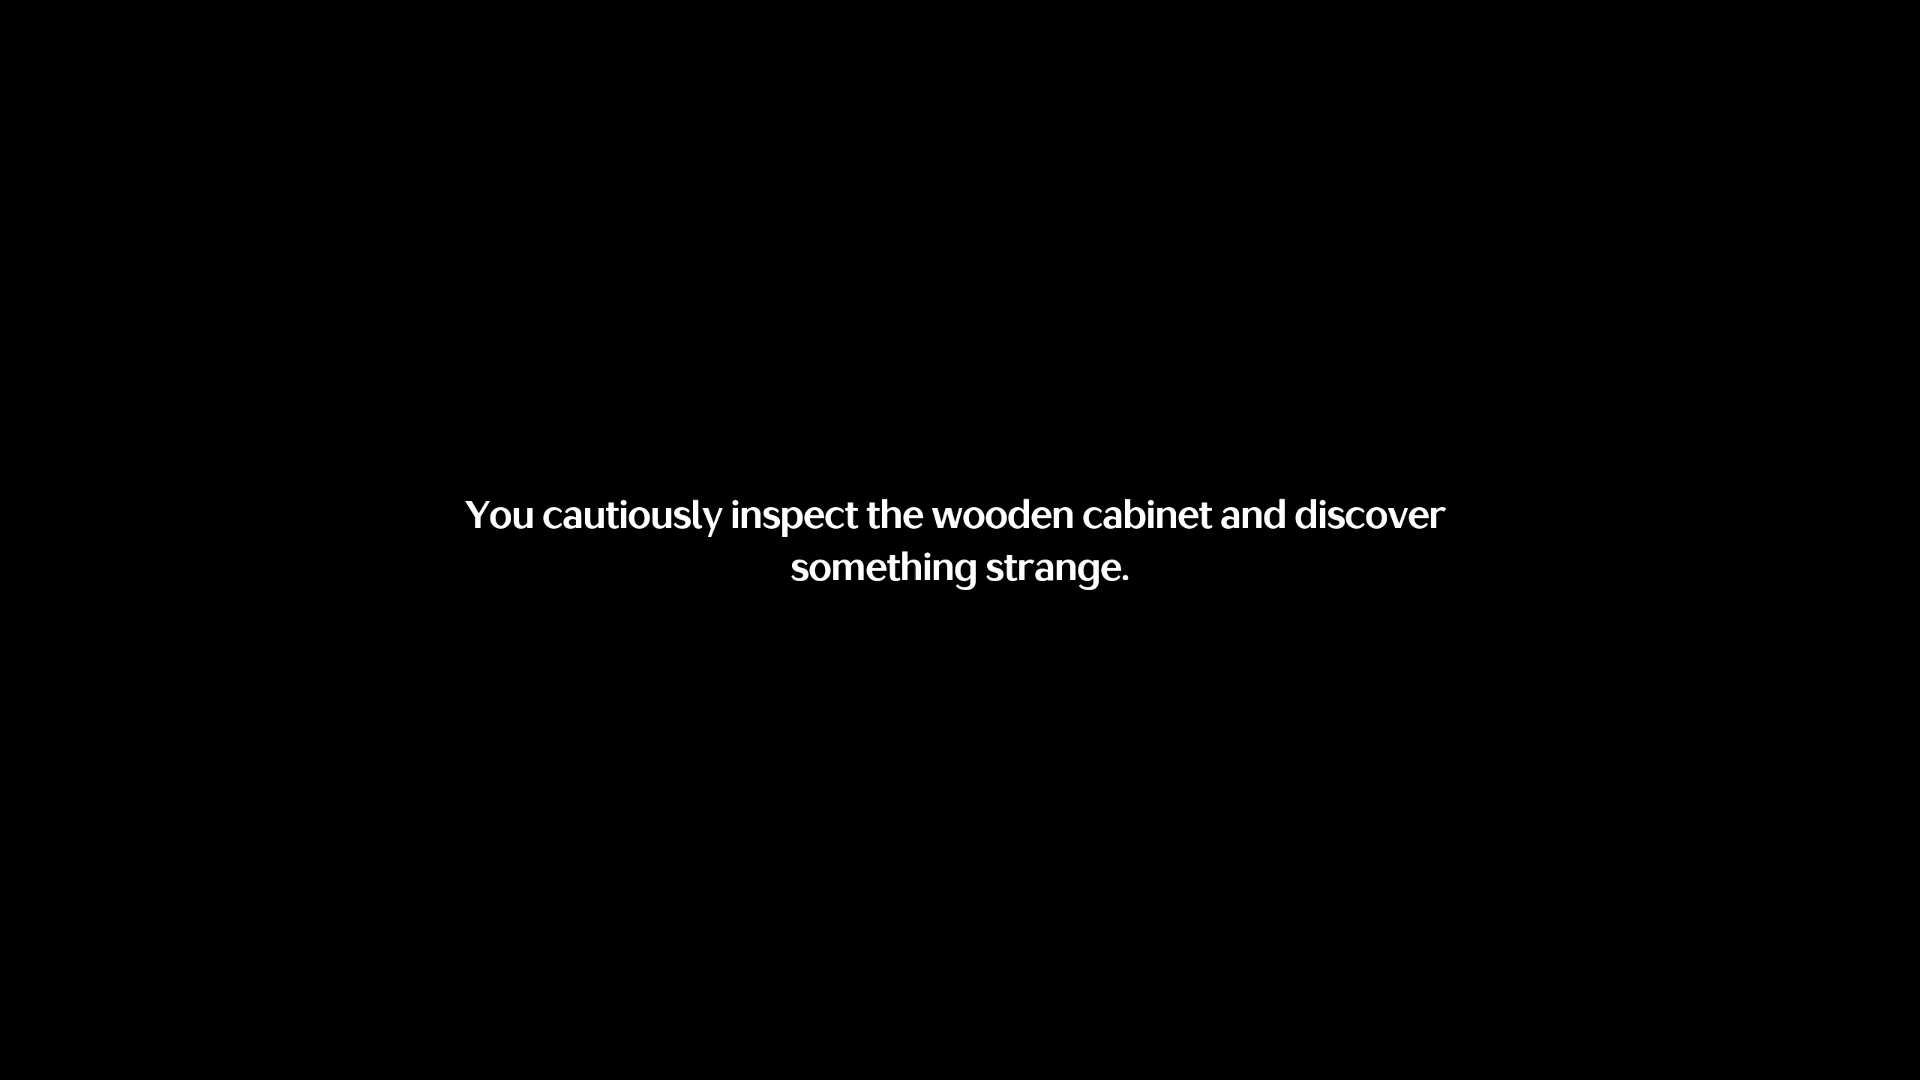 You cautiously inspect the wooden cabinet and discover
something strange.